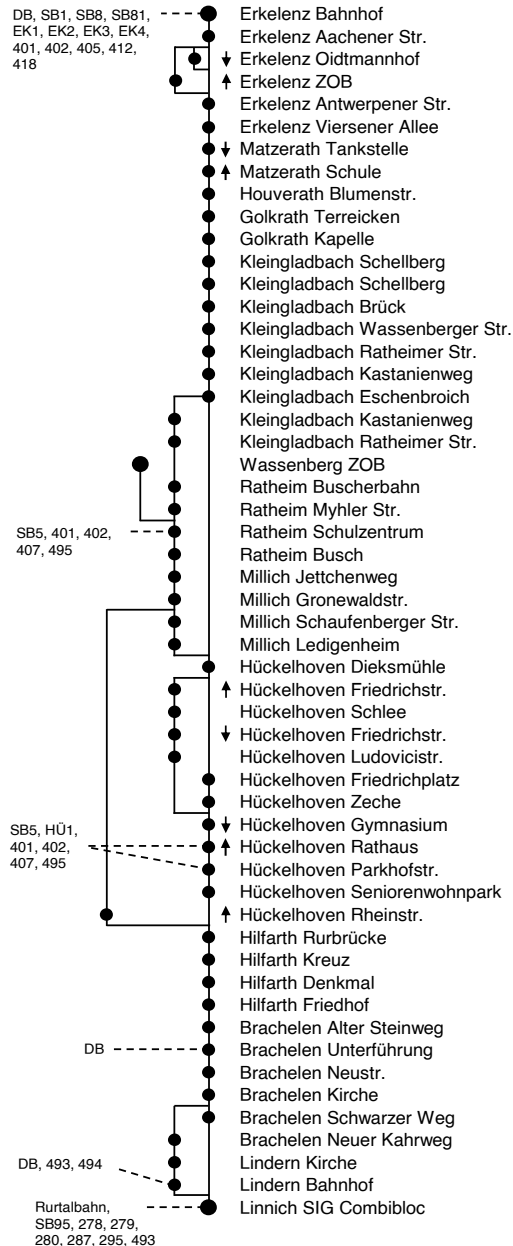 DB, SB1, SB8, SB81,
EK1, EK2, EK3, EK4,
401, 402, 405, 412,
418
Erkelenz Bahnhof
Erkelenz Aachener Str.
Erkelenz Oidtmannhof
Erkelenz ZOB
Erkelenz Antwerpener Str.
Erkelenz Viersener Allee
Matzerath Tankstelle
Matzerath Schule
Houverath Blumenstr.
Golkrath Terreicken
Golkrath Kapelle
Kleingladbach Schellberg
Kleingladbach Schellberg
Kleingladbach Brück
Kleingladbach Wassenberger Str.
Kleingladbach Ratheimer Str.
Kleingladbach Kastanienweg
Kleingladbach Eschenbroich
Kleingladbach Kastanienweg
Kleingladbach Ratheimer Str.
Wassenberg ZOB
Ratheim Buscherbahn
Ratheim Myhler Str.
SB5, 401, 402,
407, 495
Ratheim Schulzentrum
Ratheim Busch
Millich Jettchenweg
Millich Gronewaldstr.
Millich Schaufenberger Str.
Millich Ledigenheim
Hückelhoven Dieksmühle
Hückelhoven Friedrichstr.
Hückelhoven Schlee
Hückelhoven Friedrichstr.
Hückelhoven Ludovicistr.
Hückelhoven Friedrichplatz
Hückelhoven Zeche
Hückelhoven Gymnasium
SB5, HÜ1,
401, 402,
407, 495
Hückelhoven Rathaus
Hückelhoven Parkhofstr.
Hückelhoven Seniorenwohnpark
Hückelhoven Rheinstr.
Hilfarth Rurbrücke
Hilfarth Kreuz
Hilfarth Denkmal
Hilfarth Friedhof
Brachelen Alter Steinweg
DB
Brachelen Unterführung
Brachelen Neustr.
Brachelen Kirche
Brachelen Schwarzer Weg
Brachelen Neuer Kahrweg
Lindern Kirche
DB, 493, 494
Lindern Bahnhof
Rurtalbahn,
SB95, 278, 279,
280, 287, 295, 493
Linnich SIG Combibloc